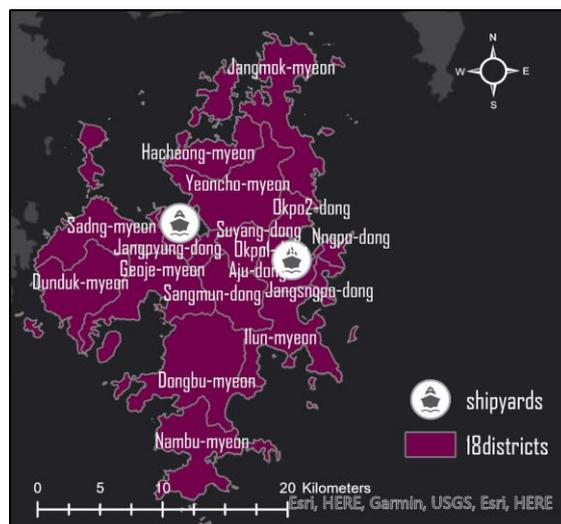 N
W E
S
Jangmok-myeon
Hacheong-myeon
Yeoncho-myeon
Okpo2-dong
Sadng-myeon
Suyang-dong
Nngpo-dong
Jangpyung-dong
Okpo1-
Geoje-myeon
Aju-dong
Dunduk-myeon
Sangmun-dong
Jangsngpo-dong
Ilun-myeon
Dongbu-myeon
Nambu-myeon
shipyards
18districts
0 5 10 20 Kilometers
Esri, HERE, Garmin, USGS, Esri, HERE